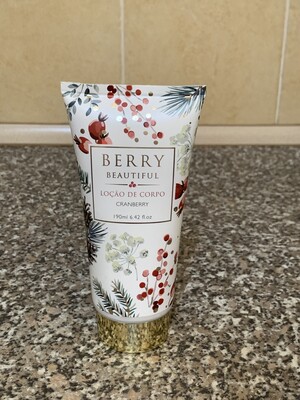 BERRY
BEAUTIFUL
LOÇÃO DE CORPO
CRANBERRY
190ml 6.42 fl.oz